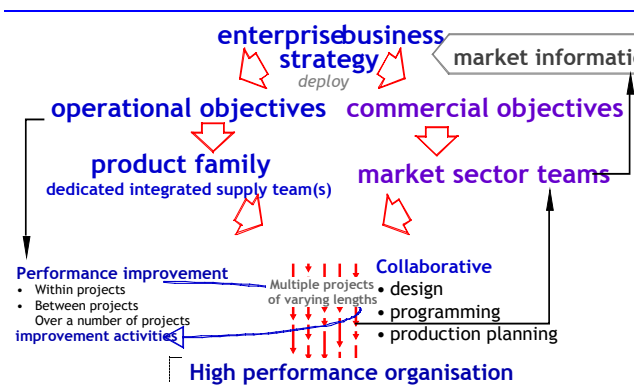 enterprise business
strategy
deploy
market informati
operational objectives
commercial objectives
product family
dedicated integrated supply team(s)
market sector teams
Performance improvement
• Within projects
• Between projects
Over a number of projects
improvement activities
Multiple projects
of varying lengths
Collaborative
• design
• programming
• production planning
High performance organisation